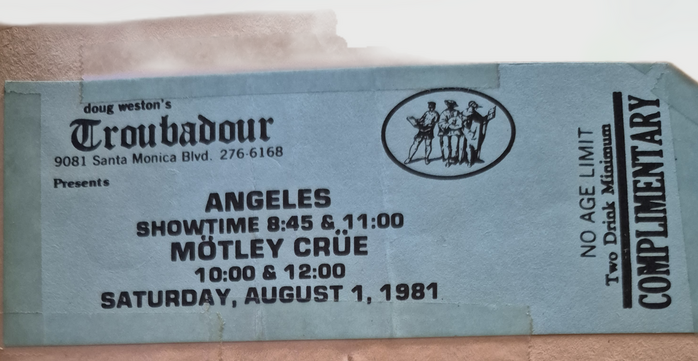 doug weston's
Troubadour
9081 Santa Monica Blvd. 276-6168
Presents
ANGELES
SHOWTIME 8:45 & 11:00
MÖTLEY CRÜE
10:00 & 12:00
SATURDAY, AUGUST 1, 1981
NO AGE LIMIT
Two Drink Minimum
COMPLIMENTARY